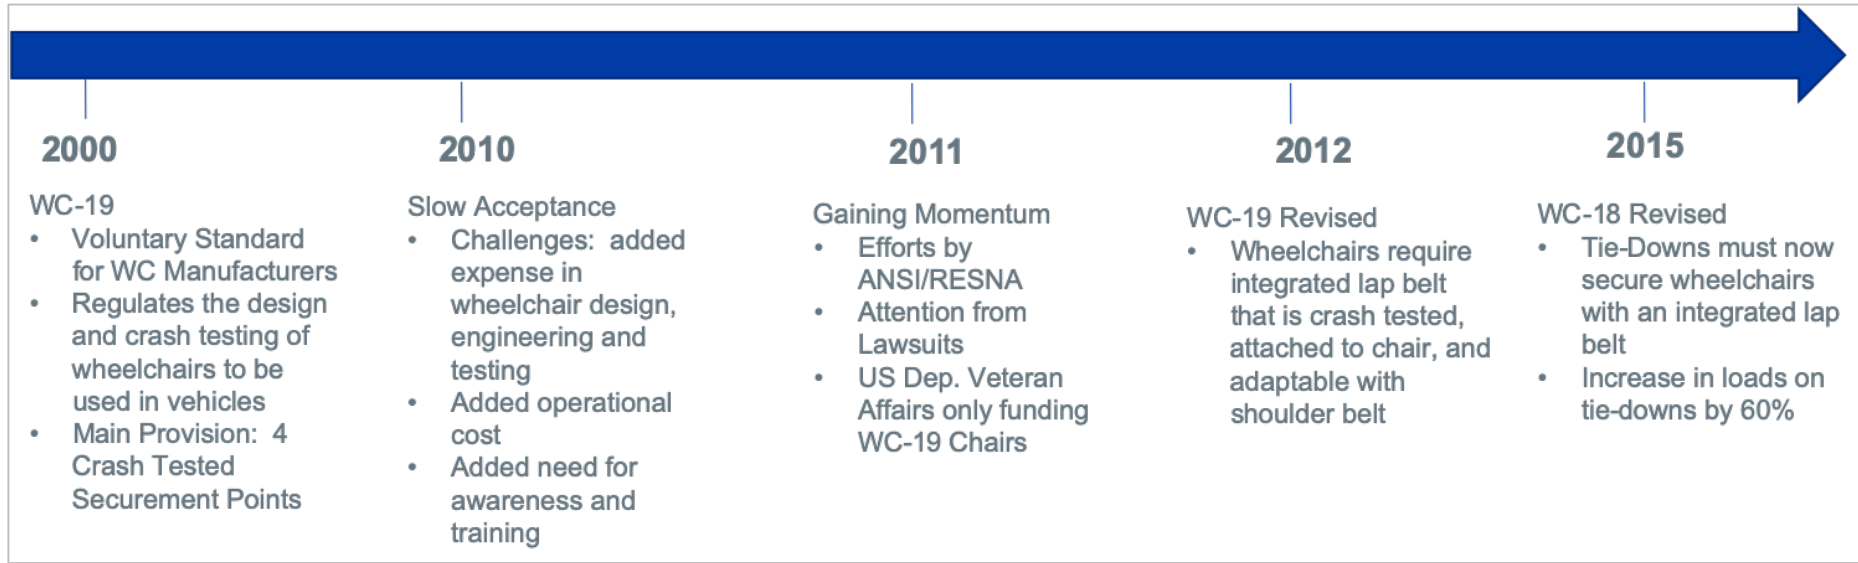 2000
WC-19
• Voluntary Standard
for WC Manufacturers
• Regulates the design
and crash testing of
wheelchairs to be
used in vehicles
• Main Provision: 4
Crash Tested
Securement Points
2010
Slow Acceptance
• Challenges: added
expense in
wheelchair design,
engineering and
testing
• Added operational
cost
• Added need for
awareness and
training
2011
Gaining Momentum
• Efforts by
ANSI/RESNA
• Attention from
Lawsuits
• US Dep. Veteran
Affairs only funding
WC-19 Chairs
2012
WC-19 Revised
• Wheelchairs require
integrated lap belt
that is crash tested,
attached to chair, and
adaptable with
shoulder belt
2015
WC-18 Revised
• Tie-Downs must now
secure wheelchairs
with an integrated lap
belt
• Increase in loads on
tie-downs by 60%